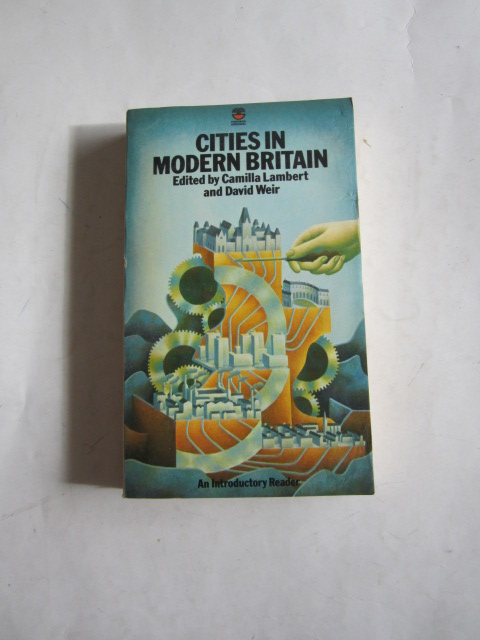 CITIES IN
MODERN BRITAIN
Edited by Camilla Lambert
and David Weir
An Introductory Reader